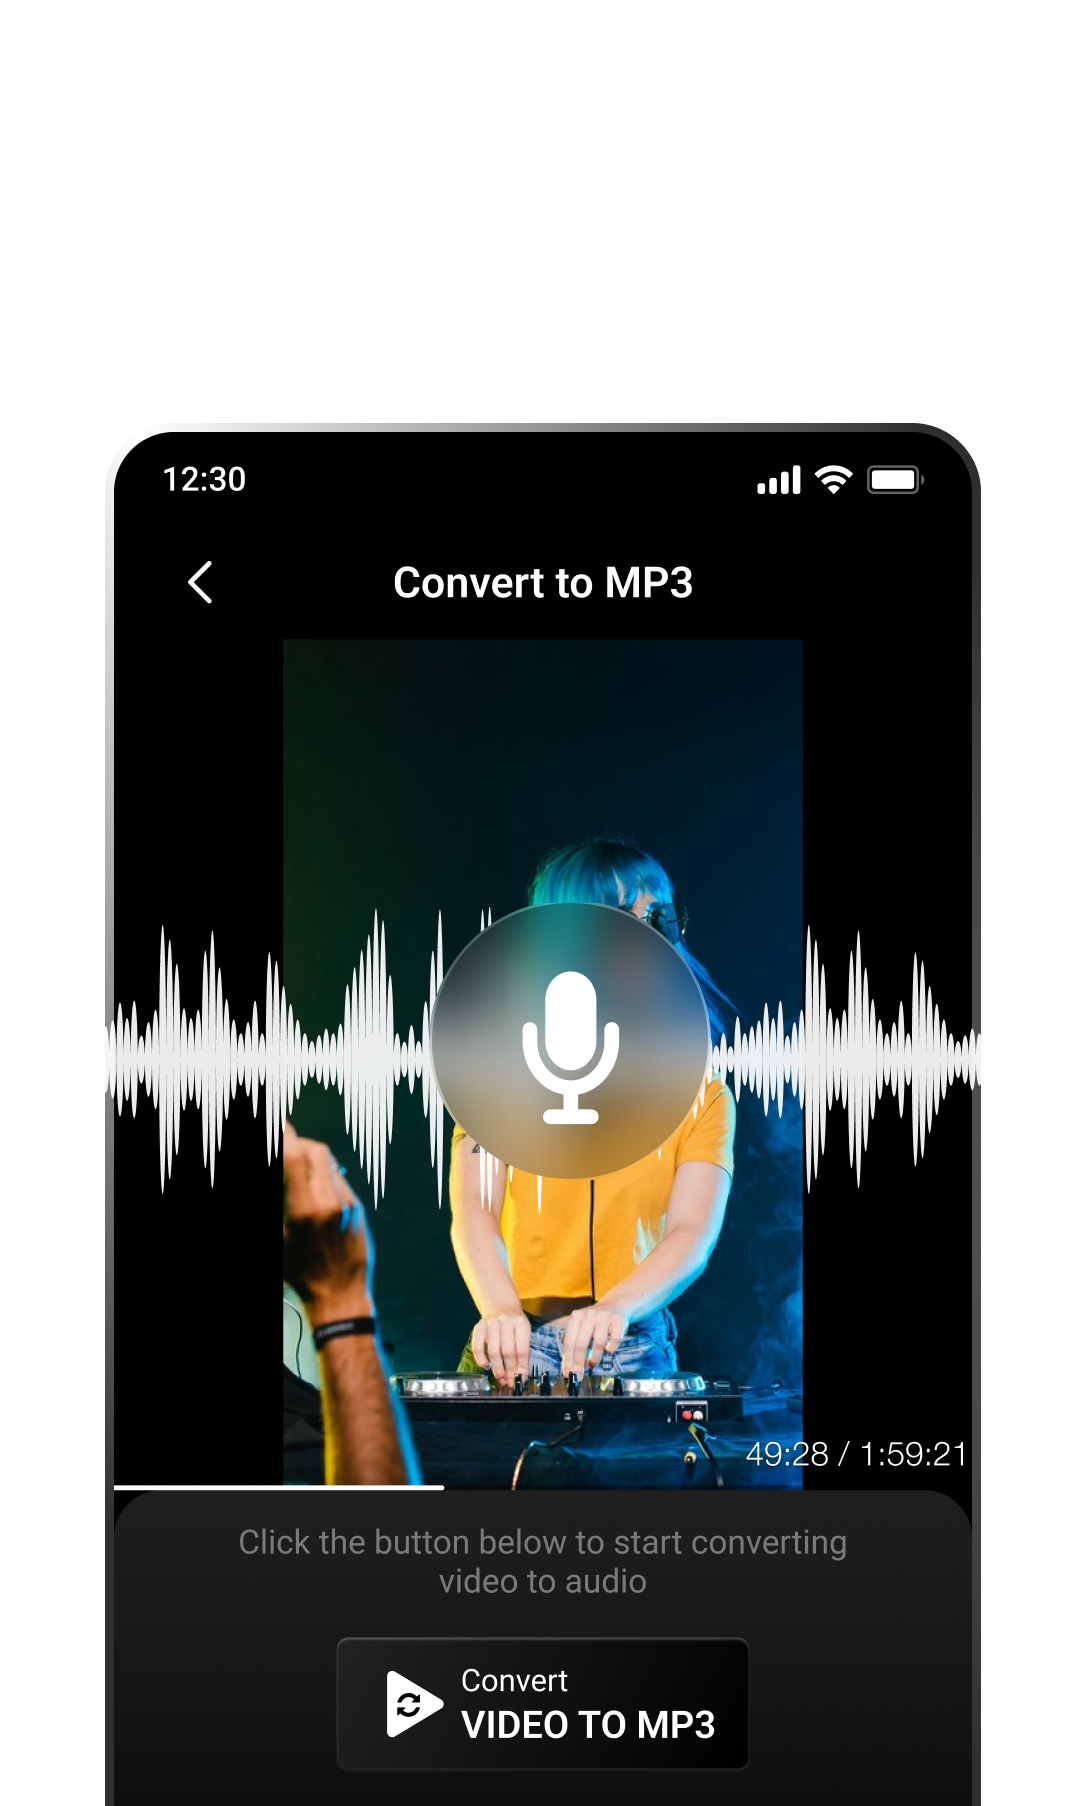 12:30
Convert to MP3
49:28 / 1:59:21
Click the button below to start converting
video to audio
Convert
VIDEO TO MP3